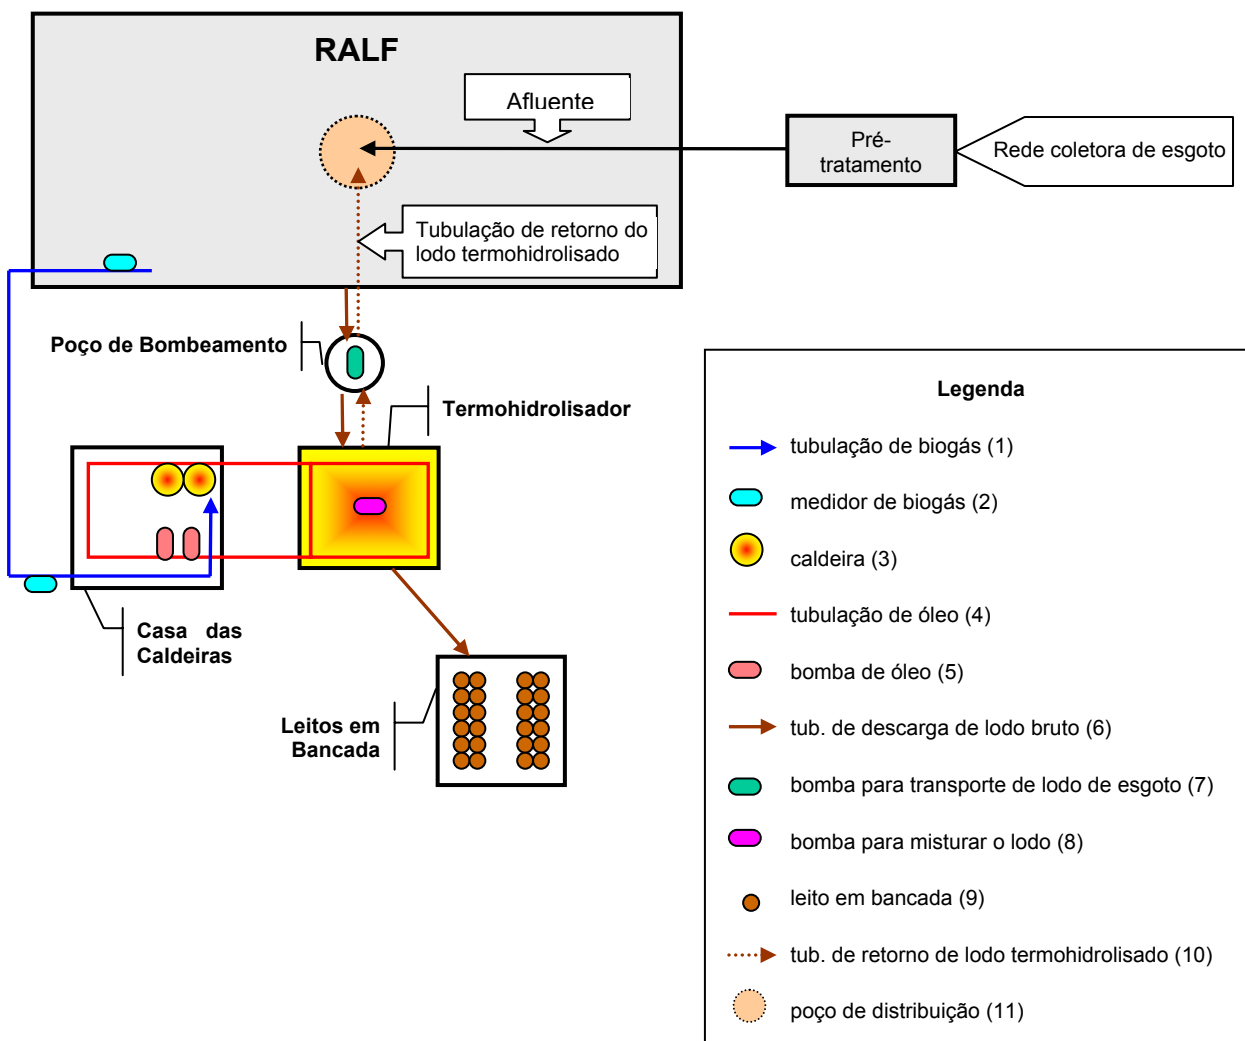 RALF
Afluente
Pré-
tratamento
Rede coletora de esgoto
Tubulação de retorno do
lodo termohidrolisado
Poço de Bombeamento
Termohidrolisador
Casa das
Caldeiras
Leitos em
Bancada
Legenda
tubulação de biogás (1)
medidor de biogás (2)
caldeira (3)
tubulação de óleo (4)
bomba de óleo (5)
tub. de descarga de lodo bruto (6)
bomba para transporte de lodo de esgoto (7)
bomba para misturar o lodo (8)
leito em bancada (9)
tub. de retorno de lodo termohidrolisado (10)
poço de distribuição (11)